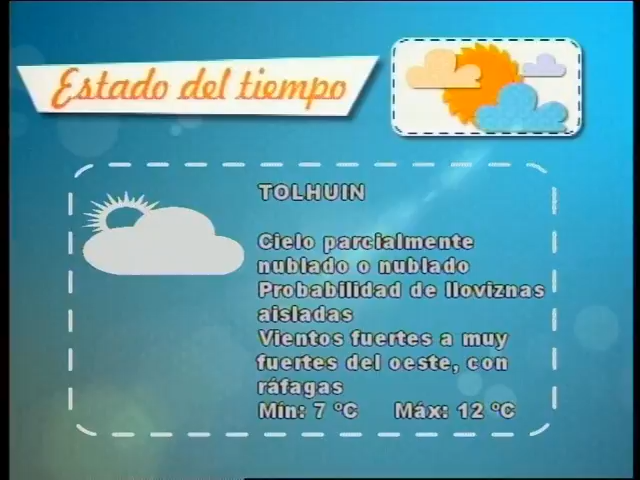 Estado del tiempo
TOLHUIN
Cielo parcialmente
nublado o nublado
Probabilidad de lloviznas
aisladas
Vientos fuertes a muy
fuertes del oeste, con
ráfagas
Mín: 7 ºC Máx: 12 ºC